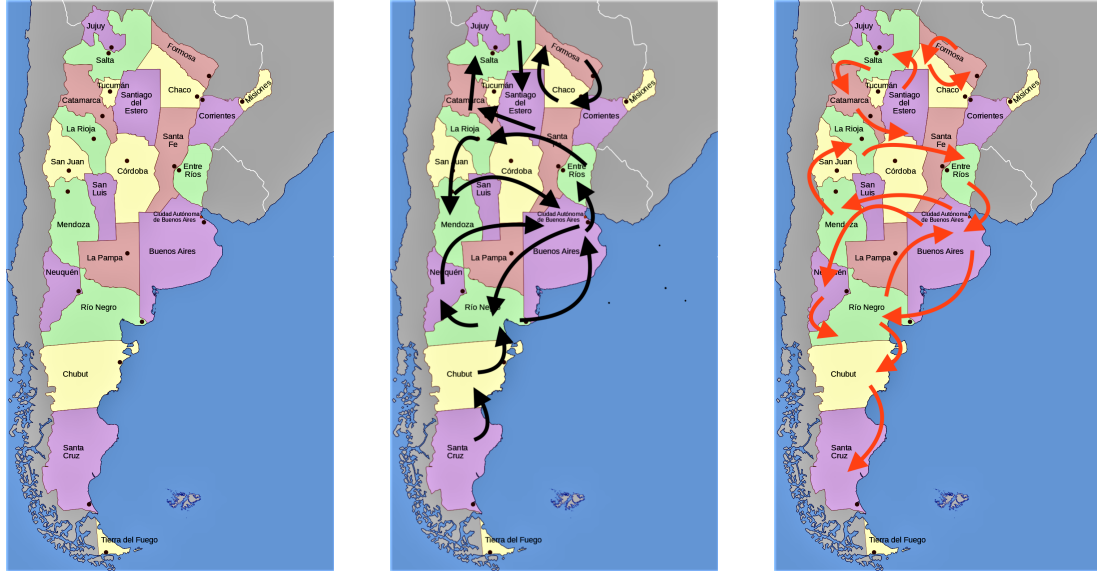 Jujuy
Salta
Formosa
Tucumán
Catamarca
Santiago
del
Estero
Chaco
Misiones
Corrientes
La Rioja
Santa
Fe
San Juan
Córdoba
Entre
Ríos
San
Luis
Mendoza
Ciudad Autónoma
de Buenos Aires
Buenos Aires
La Pampa
Neuquén
Río Negro
Chubut
Santa
Cruz
Tierra del Fuego
Jujuy
Salta
Formosa
Tucumán
Catamarca
Santiago
del
Estero
Chaco
Misiones
Corrientes
La Rioja
Santa
San Juan
Córdoba
Entre
Ríos
San
Luis
Mendoza
Ciudad Autónoma
de Buenos Aires
Buenos Aires
La Pampa
Neuquén
Río Negro
Chubut
Santa
Cruz
Tierra del Fuego
Jujuy
Salta
Formosa
Tucumán
Catamarca
Santiago
del
Estero
Chaco
Misiones
Corrientes
La Rioja
Santa
Fe
San Juan
Córdoba
Entre
Ríos
San
Luis
Mendoza
Ciudad Autónoma
de Buenos Aires
Buenos Aires
La Pampa
Neuquén
Río Negro
Chubut
Santa
Cruz
Tierra del Fuego